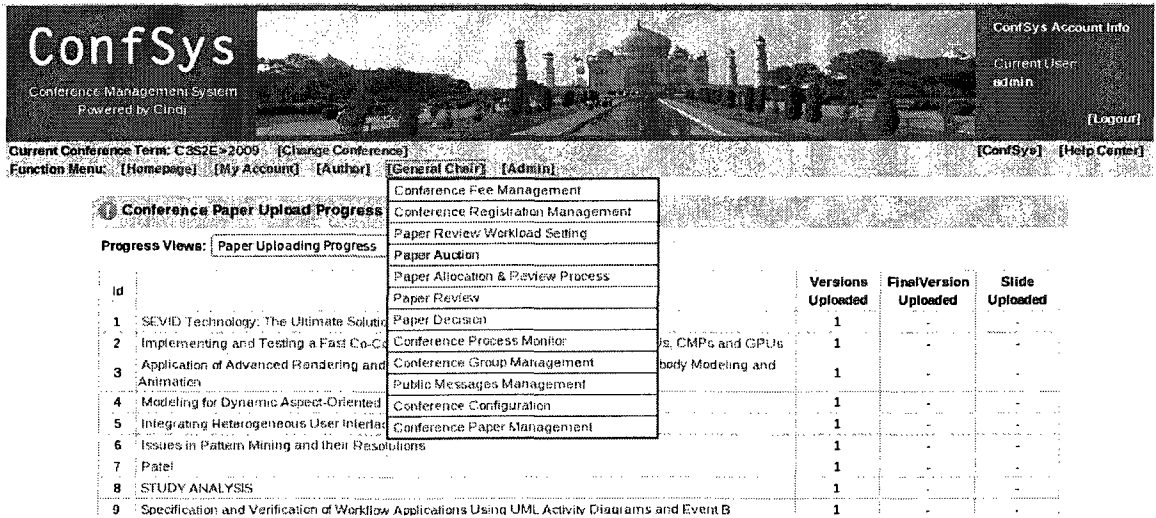 ConfSys
Conference Management System
Powered by Cindi
ConfSys Account Info
Current User:
admin
[Logout]
Current Conference Term: C3S2E>2009 [Change Conference]
[ConfSys] [Help Center]
Function Menu: [Homepage] [My Account] [Author] [General Chair] [Admin]
Conference Fee Management
Conference Registration Management
Paper Review Workload Setting
Paper Auction
Paper Allocation & Review Process
Paper Review
Paper Decision
Conference Process Monitor
Conference Group Management
Public Messages Management
Conference Configuration
Conference Paper Management
Conference Paper Upload Progress
Progress Views: Paper Uploading Progress
Id Versions Uploaded FinalVersion Uploaded Slide Uploaded
1 SEVID Technology: The Ultimate 1 - -
2 Implementing and Testing a Fast CMPs and GPUs 1 - -
3 Application of Advanced Rendering and body Modeling and
Animation 1 - -
4 Modeling for Dynamic Aspect-Oriented 1 - -
5 Integrating Heterogeneous User 1 - -
6 Issues in Pattern Mining and their Resolutions 1 - -
7 Patel 1 - -
8 STUDY ANALYSIS 1 - -
9 Specification and Verification of Workflow Applications Using UML Activity Diagrams and Event B 1 - -